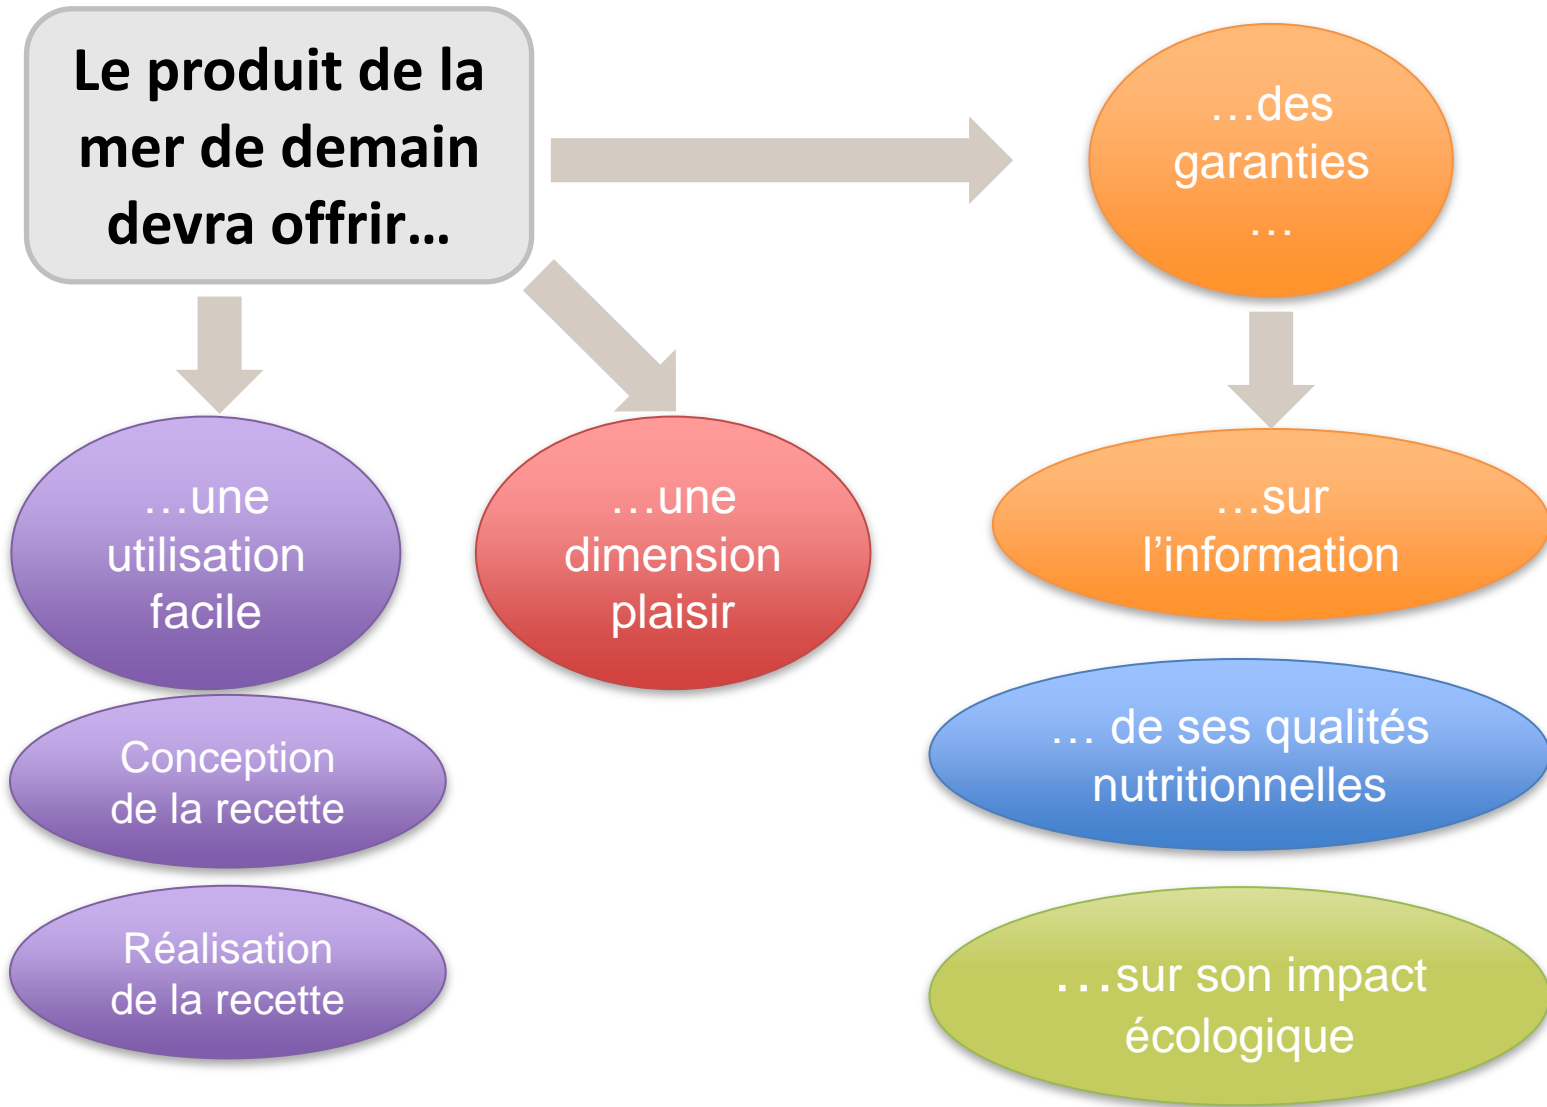 Le produit de la
mer de demain
devra offrir…
…des
garanties
…
…une
utilisation
facile
…une
dimension
plaisir
…sur
l’information
Conception
de la recette
… de ses qualités
nutritionnelles
Réalisation
de la recette
…sur son impact
écologique